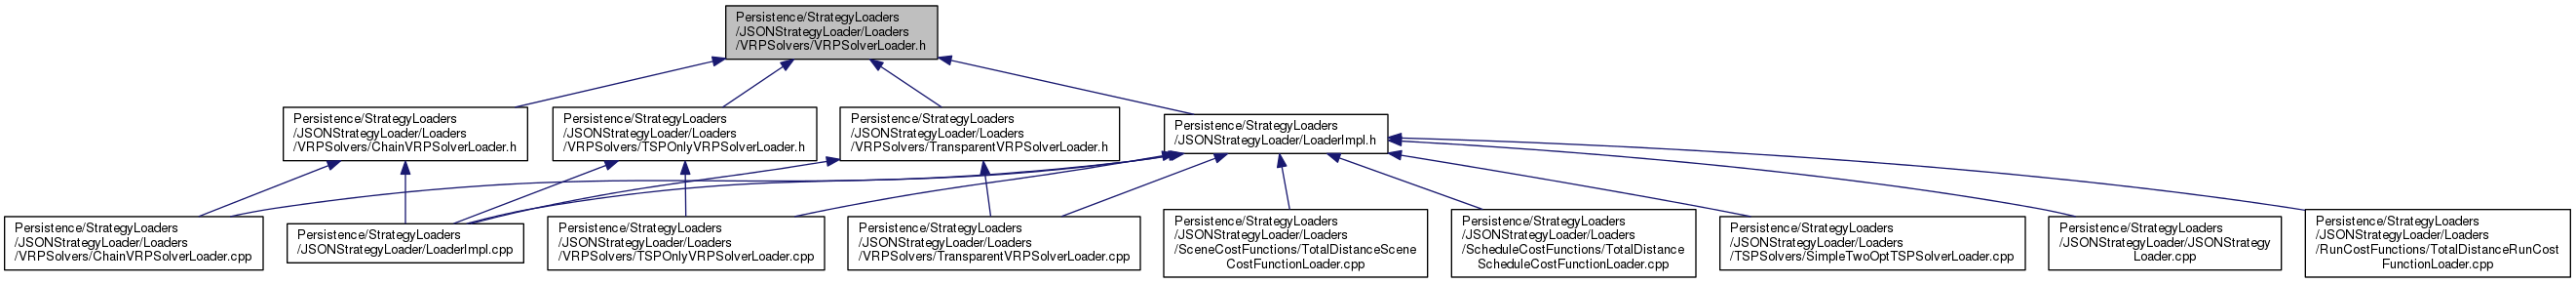 Persistence/StrategyLoaders
/JSONStrategyLoader/Loaders
/VRPSolvers/VRPSolverLoader.h
Persistence/StrategyLoaders
/JSONStrategyLoader/Loaders
/VRPSolvers/ChainVRPSolverLoader.h
Persistence/StrategyLoaders
/JSONStrategyLoader/Loaders
/VRPSolvers/TSPOnlyVRPSolverLoader.h
Persistence/StrategyLoaders
/JSONStrategyLoader/Loaders
/VRPSolvers/TransparentVRPSolverLoader.h
Persistence/StrategyLoaders
/JSONStrategyLoader/LoaderImpl.h
Persistence/StrategyLoaders
/JSONStrategyLoader/Loaders
/VRPSolvers/ChainVRPSolverLoader.cpp
Persistence/StrategyLoaders
/JSONStrategyLoader/LoaderImpl.cpp
Persistence/StrategyLoaders
/JSONStrategyLoader/Loaders
/VRPSolvers/TSPOnlyVRPSolverLoader.cpp
Persistence/StrategyLoaders
/JSONStrategyLoader/Loaders
/VRPSolvers/TransparentVRPSolverLoader.cpp
Persistence/StrategyLoaders
/JSONStrategyLoader/Loaders
/SceneCostFunctions/TotalDistanceScene
CostFunctionLoader.cpp
Persistence/StrategyLoaders
/JSONStrategyLoader/Loaders
/ScheduleCostFunctions/TotalDistance
ScheduleCostFunctionLoader.cpp
Persistence/StrategyLoaders
/JSONStrategyLoader/Loaders
/TSPSolvers/SimpleTwoOptTSPSolverLoader.cpp
Persistence/StrategyLoaders
/JSONStrategyLoader/JSONStrategy
Loader.cpp
Persistence/StrategyLoaders
/JSONStrategyLoader/Loaders
/RunCostFunctions/TotalDistanceRunCost
FunctionLoader.cpp